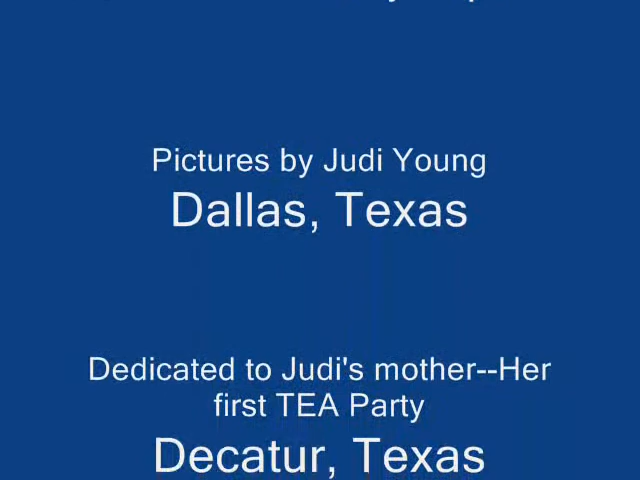 Pictures by Judi Young
Dallas, Texas
Dedicated to Judi's mother--Her
first TEA Party
Decatur, Texas